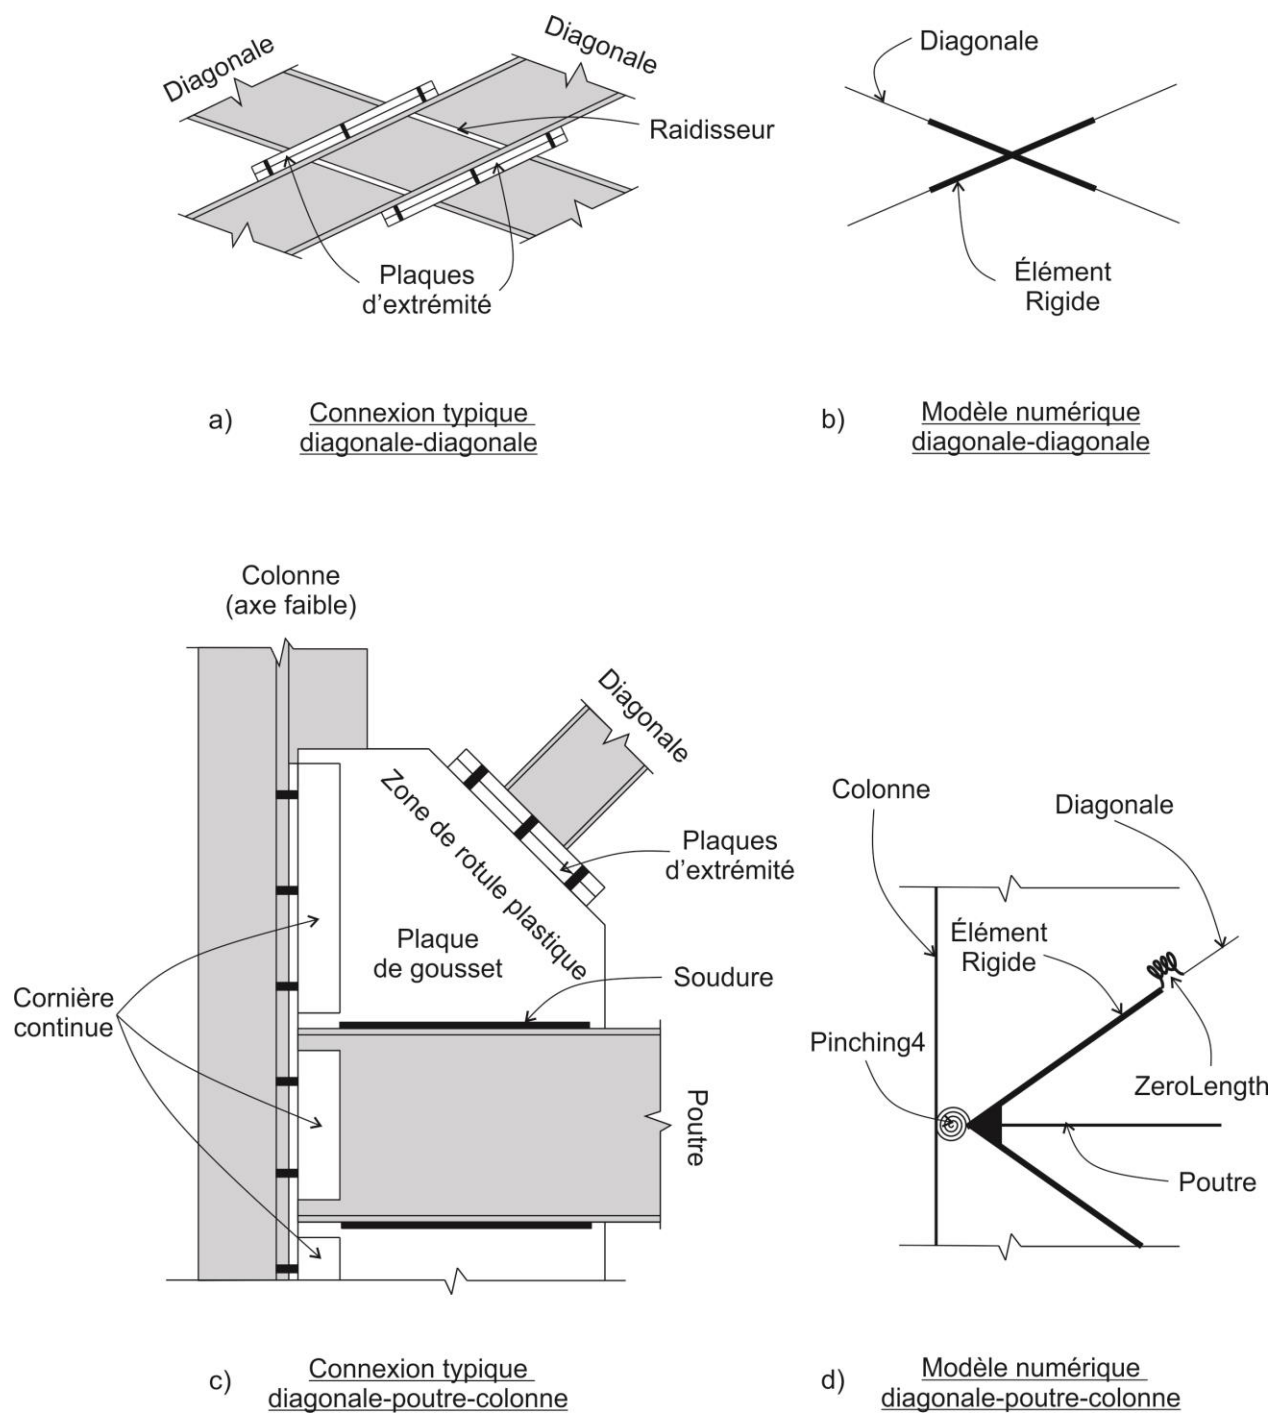 Diagonale
Diagonale
Raidisseur
Plaques
d'extrémité
a) Connexion typique
diagonale-diagonale
Diagonale
Élément
Rigide
b) Modèle numérique
diagonale-diagonale
Colonne
(axe faible)
Diagonale
Zone de rotule plastique
Plaques
d'extrémité
Plaque
de gousset
Soudure
Cornière
continue
Poutre
c) Connexion typique
diagonale-poutre-colonne
Colonne
Diagonale
Élément
Rigide
Pinching4
ZeroLength
Poutre
d) Modèle numérique
diagonale-poutre-colonne